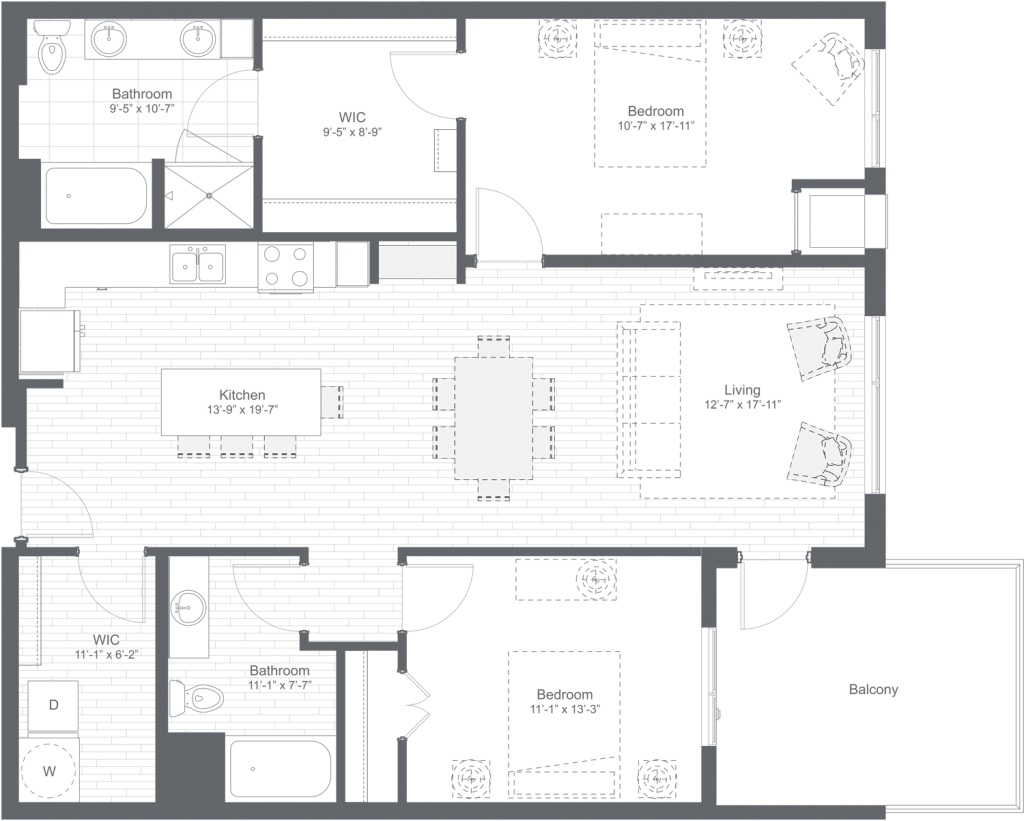 Bathroom
9'-5" x 10'-7"
WIC
9'-5" x 8'-9"
Bedroom
10'-7" x 17'-11"
Kitchen
13'-9" x 19'-7"
Living
12'-7" x 17'-11"
WIC
11'-1" x 6'-2"
Bathroom
11'-1" x 7'-7"
Bedroom
11'-1" x 13'-3"
Balcony
D
W